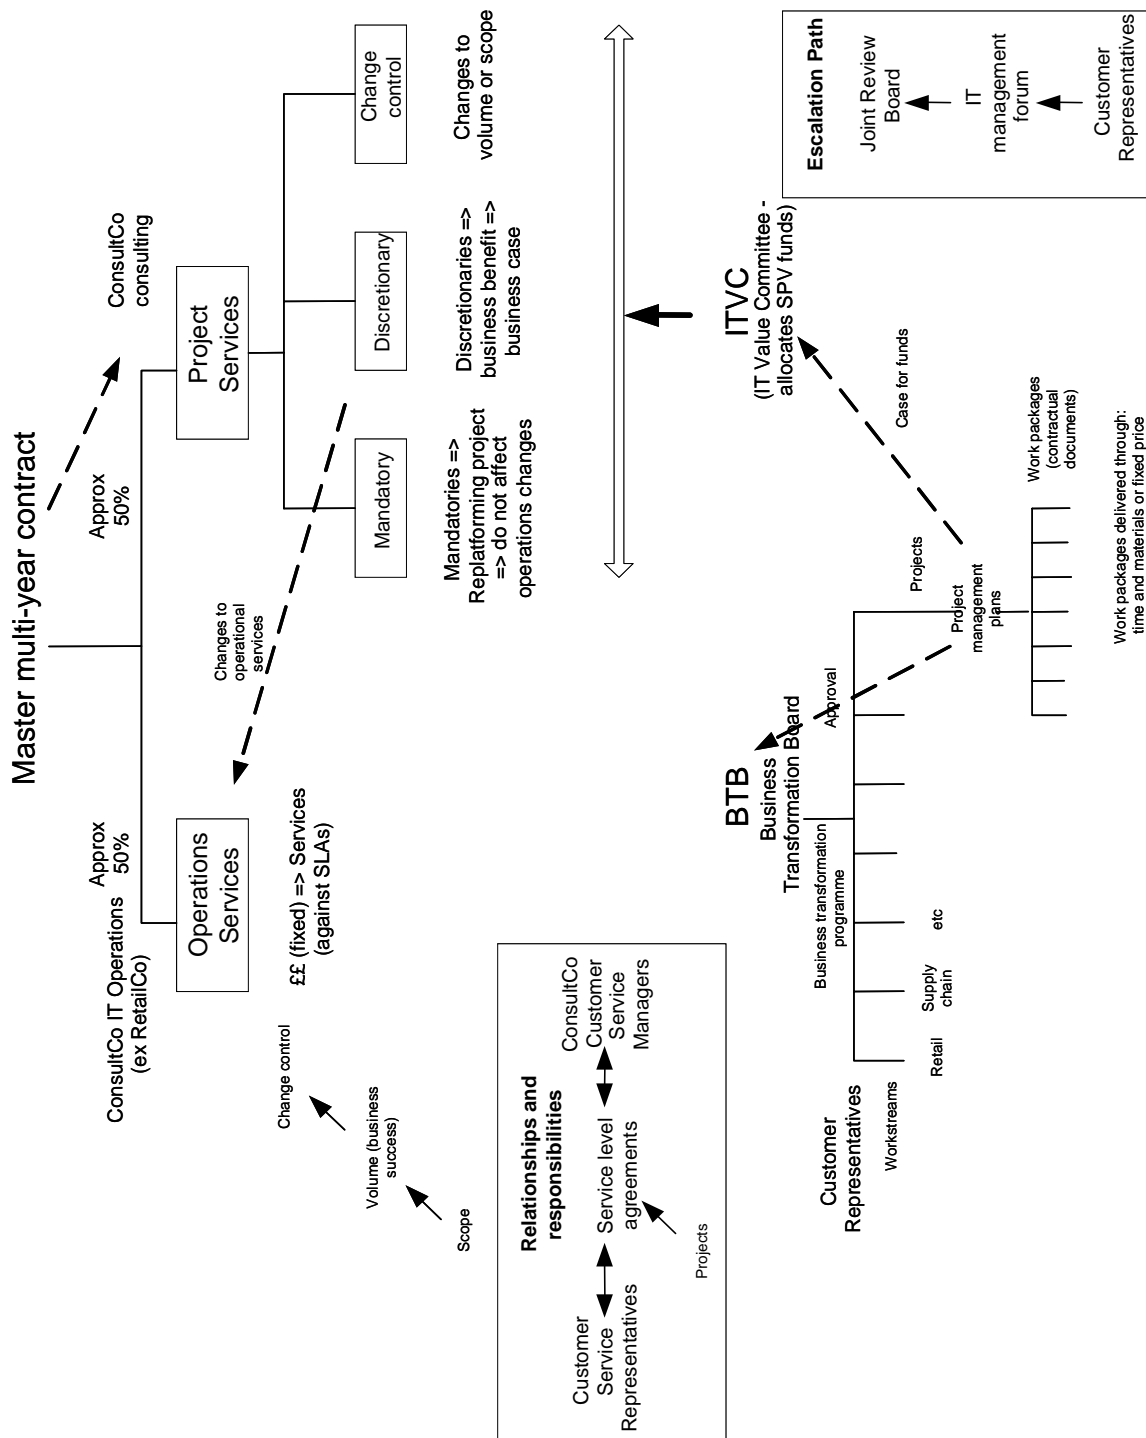 Master multi-year contract
ConsultCo IT Operations
(ex RetailCo)
Approx
50%
Approx
50%
ConsultCo
consulting
Operations
Services
Project
Services
Changes to
operational
services
££ (fixed) => Services
(against SLAs)
Mandatory
Discretionary
Change
control
Mandatories =>
Replatforming project
=> do not affect
operations changes
Discretionaries =>
business benefit =>
business case
Changes to
volume or scope
Change control
Volume (business
success)
Scope
Relationships and
responsibilities
Customer
Service
Representatives
Service level
agreements
ConsultCo
Customer
Service
Managers
Projects
BTB
Business
Transformation Board
Business transformation
programme
Approval
ITVC
(IT Value Committee -
allocates SPV funds)
Case for funds
Customer
Representatives
Workstreams
Retail
Supply
chain
etc
Projects
Project
management
plans
Work packages
(contractual
documents)
Work packages delivered through:
time and materials or fixed price
Escalation Path
Joint Review
Board
IT
management
forum
Customer
Representatives